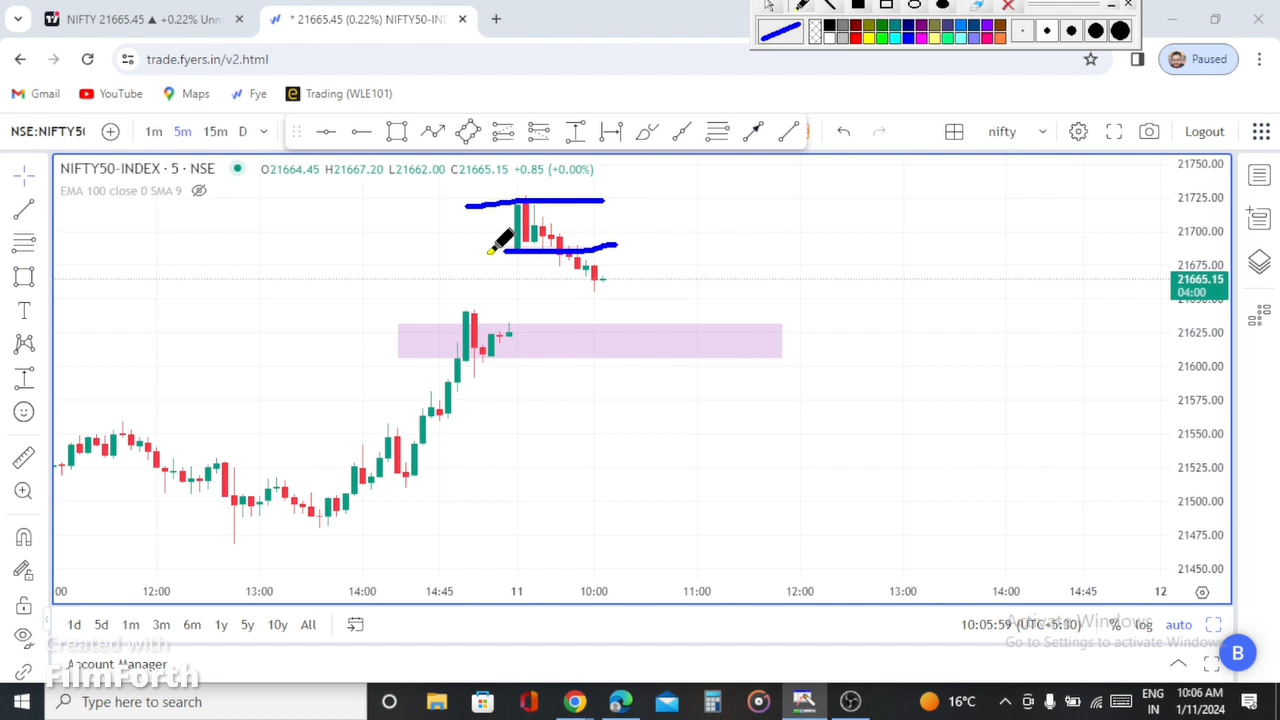 NIFTY 21665.45 ▲ +0.22% Unn
* 21665.45 (0.22%) NIFTY50-IND
trade.fyers.in/v2.html
Paused
Gmail
YouTube
Maps
Fye
Trading (WLE101)
NSE:NIFTY50
1m
5m
15m
D
nifty
Logout
NIFTY50-INDEX · 5 · NSE
O21664.45 H21667.20 L21662.00 C21665.15 +0.85 (+0.00%)
EMA 100 close 0 SMA 9
21750.00
21725.00
21700.00
21675.00
21665.15
04:00
21650.00
21625.00
21600.00
21575.00
21550.00
21525.00
21500.00
21475.00
21450.00
:00
12:00
13:00
14:00
14:45
11
10:00
11:00
12:00
13:00
14:00
14:45
12
1d
5d
1m
3m
6m
1y
5y
10y
All
10:05:59 (UTC+5:30)
%
log
auto
Activate Windows
Go to Settings to activate Windows.
Created with
FilmForth
Account Manager
B
Type here to search
16°C
ENG
IN
10:06 AM
1/11/2024